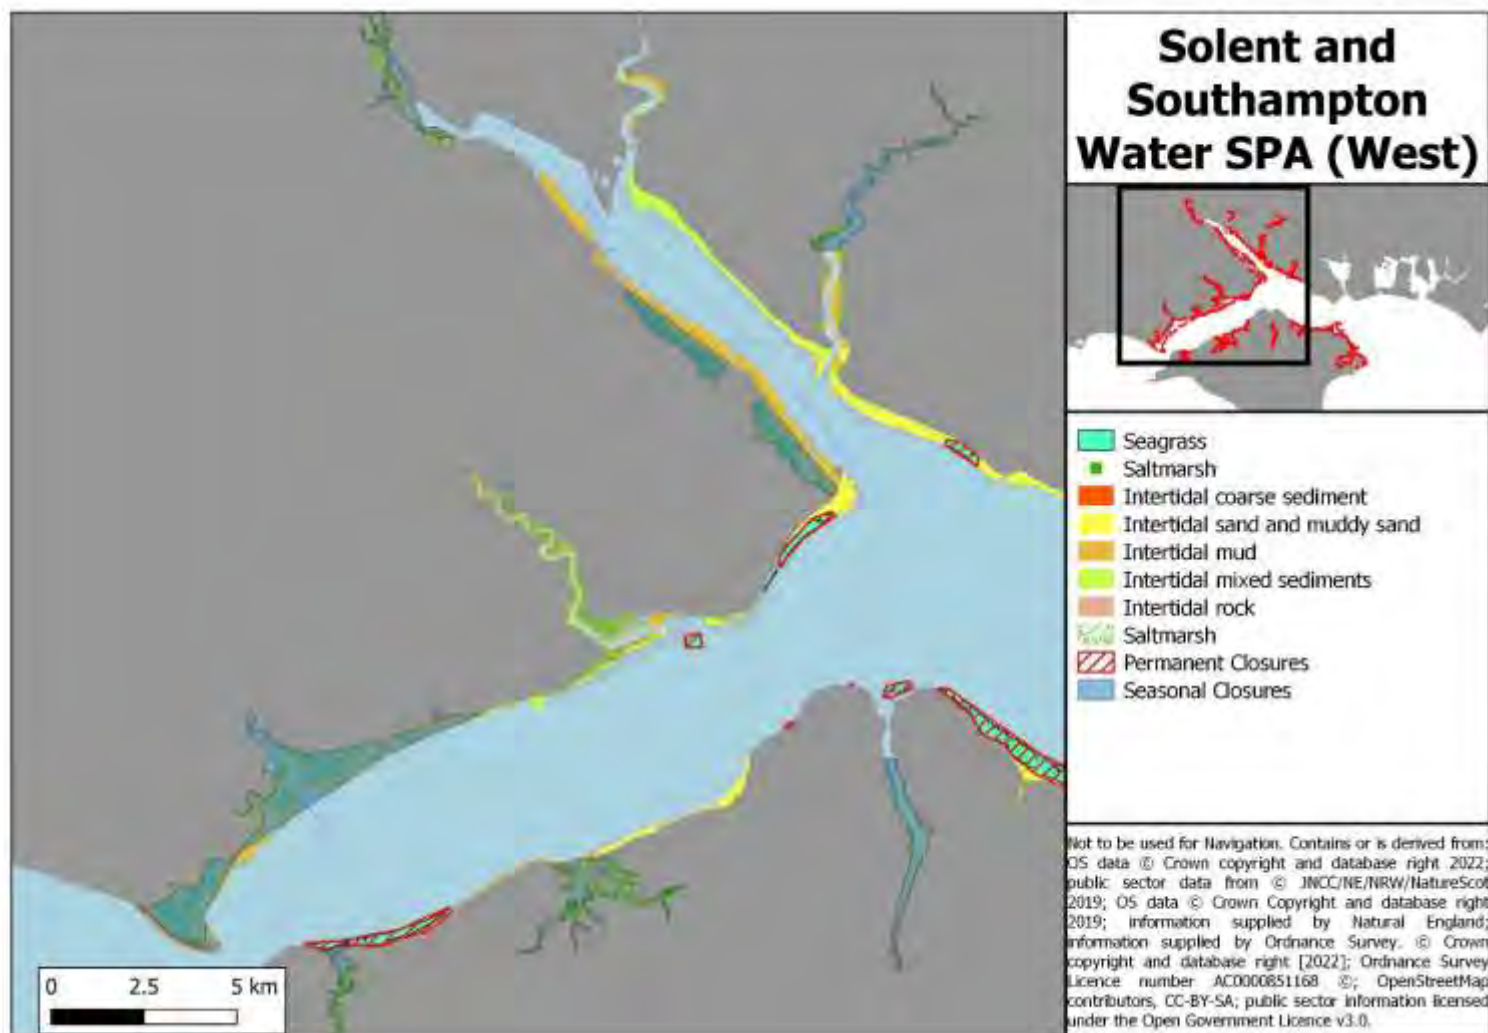 Solent and
Southampton
Water SPA (West)
Seagrass
Saltmarsh
Intertidal coarse sediment
Intertidal sand and muddy sand
Intertidal mud
Intertidal mixed sediments
Intertidal rock
Saltmarsh
Permanent Closures
Seasonal Closures
Not to be used for Navigation. Contains or is derived from:
OS data © Crown copyright and database right 2022;
public sector data from © JNCC/NE/NRW/NatureScot
2019; OS data © Crown Copyright and database right
2019; information supplied by Natural England;
information supplied by Ordnance Survey. © Crown
copyright and database right [2022]; Ordnance Survey
Licence number AC0000851168 ©; OpenStreetMap
contributors, CC-BY-SA; public sector information licensed
under the Open Government Licence v3.0.
0 2.5 5 km